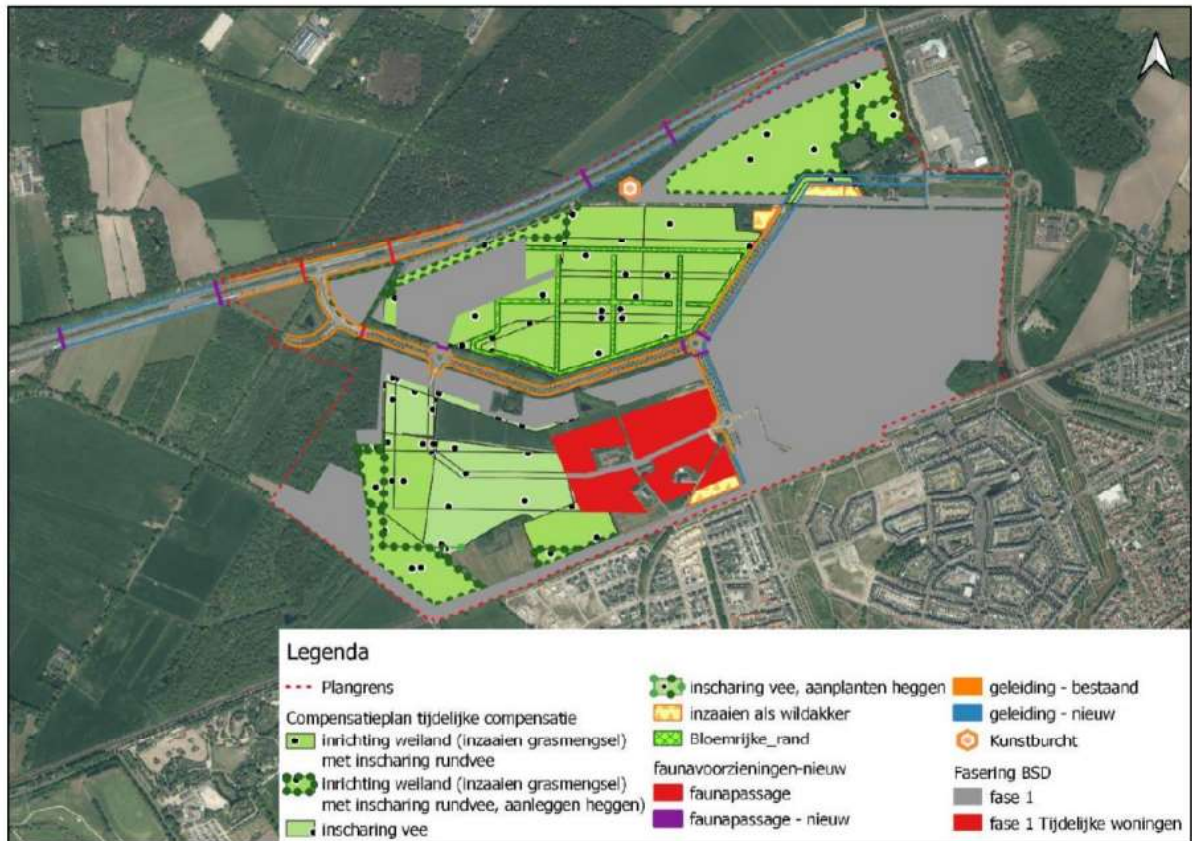 Legenda
Plangrens
Compensatieplan tijdelijke compensatie
inrichting weiland (inzaaien grasmengsel)
met inscharing rundvee
inrichting weiland (inzaaien grasmengsel)
met inscharing rundvee, aanleggen heggen)
inscharing vee
inscharing vee, aanplanten heggen
inzaaien als wildakker
Bloemrijke_rand
faunavoorzieningen-nieuw
faunapassage
faunapassage - nieuw
geleiding - bestaand
geleiding - nieuw
Kunstburcht
Fasering BSD
fase 1
fase 1 Tijdelijke woningen